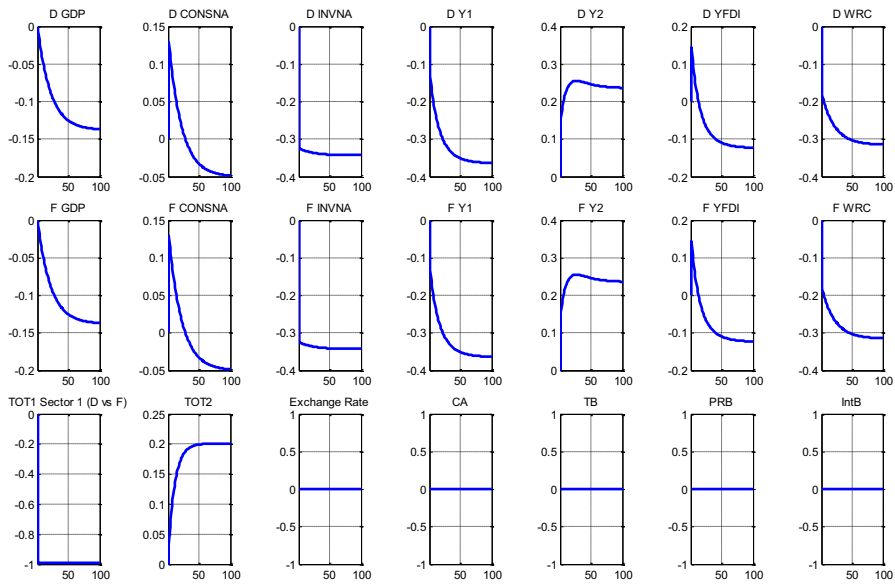 D GDP D CONSNA D INVNA D Y1 D Y2 D YFDI D WRC
0 0.15 0 0 0.4 0.2 0
-0.05 0.1 -0.1 -0.1 0.3 0.1 -0.1
-0.1 0.05 -0.2 -0.2 0.2 0 -0.2
-0.15 0 -0.3 -0.3 0.1 -0.1 -0.3
-0.2 -0.05 -0.4 -0.4 0 -0.2 -0.4
50 100 50 100 50 100 50 100 50 100 50 100 50 100
F GDP F CONSNA F INVNA F Y1 F Y2 F YFDI F WRC
0 0.15 0 0 0.4 0.2 0
-0.05 0.1 -0.1 -0.1 0.3 0.1 -0.1
-0.1 0.05 -0.2 -0.2 0.2 0 -0.2
-0.15 0 -0.3 -0.3 0.1 -0.1 -0.3
-0.2 -0.05 -0.4 -0.4 0 -0.2 -0.4
50 100 50 100 50 100 50 100 50 100 50 100 50 100
TOT1 Sector 1 (D vs F) TOT2 Exchange Rate CA TB PRB IntB
0 0.25 1 1 1 1 1
-0.2 0.2 0.5 0.5 0.5 0.5 0.5
-0.4 0.15
0 0 0 0 0
-0.6 0.1
-0.8 0.05 -0.5 -0.5 -0.5 -0.5 -0.5
-1 0 -1 -1 -1 -1 -1
50 100 50 100 50 100 50 100 50 100 50 100 50 100